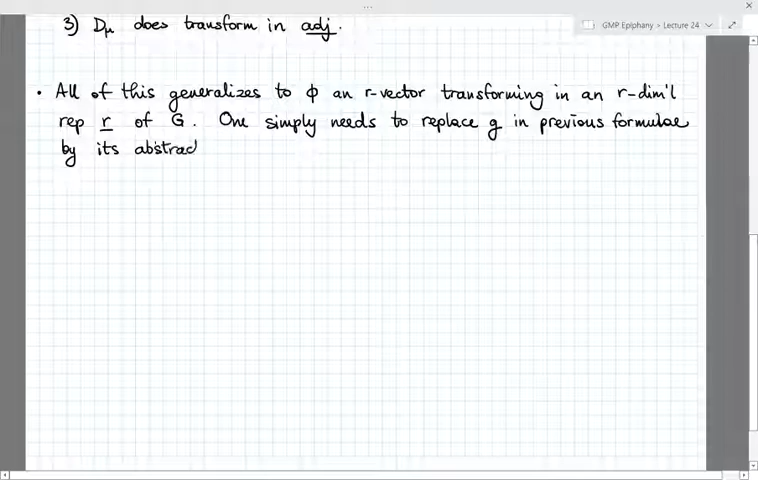 GMP Epiphany > Lecture 24
3) Dμ does transform in adj.
• All of this generalizes to φ an r-vector transforming in an r-dim'l
rep r of G. One simply needs to replace g in previous formulae
by its abstrac